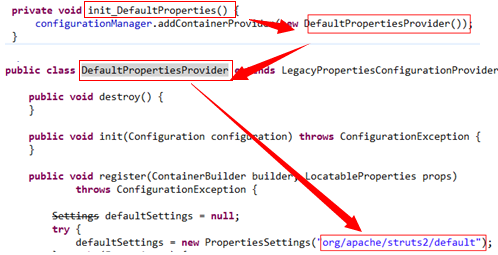 private void init_DefaultProperties() {
configurationManager.addContainerProvider(new DefaultPropertiesProvider());
}
public class DefaultPropertiesProvider extends LegacyPropertiesConfigurationProvider
public void destroy() {
}
public void init(Configuration configuration) throws ConfigurationException {
}
public void register(ContainerBuilder builder, LocatableProperties props)
throws ConfigurationException {
Settings defaultSettings = null;
try {
defaultSettings = new PropertiesSettings("org/apache/struts2/default");